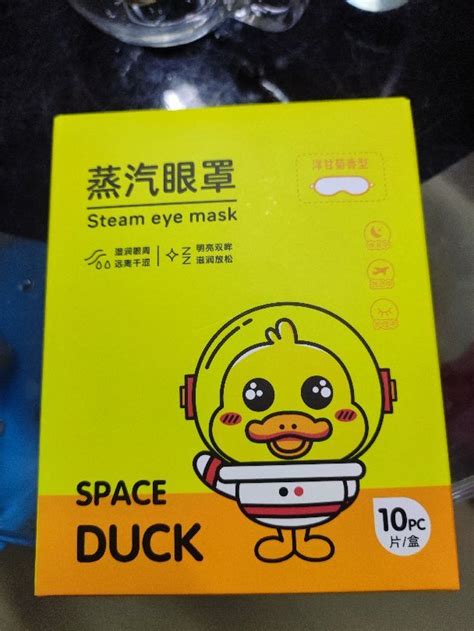 蒸汽眼罩
Steam eye mask
洋甘菊香型
湿润眼周
远离干涩
明亮双眸
滋润放松
SPACE
DUCK
10PC
片/盒